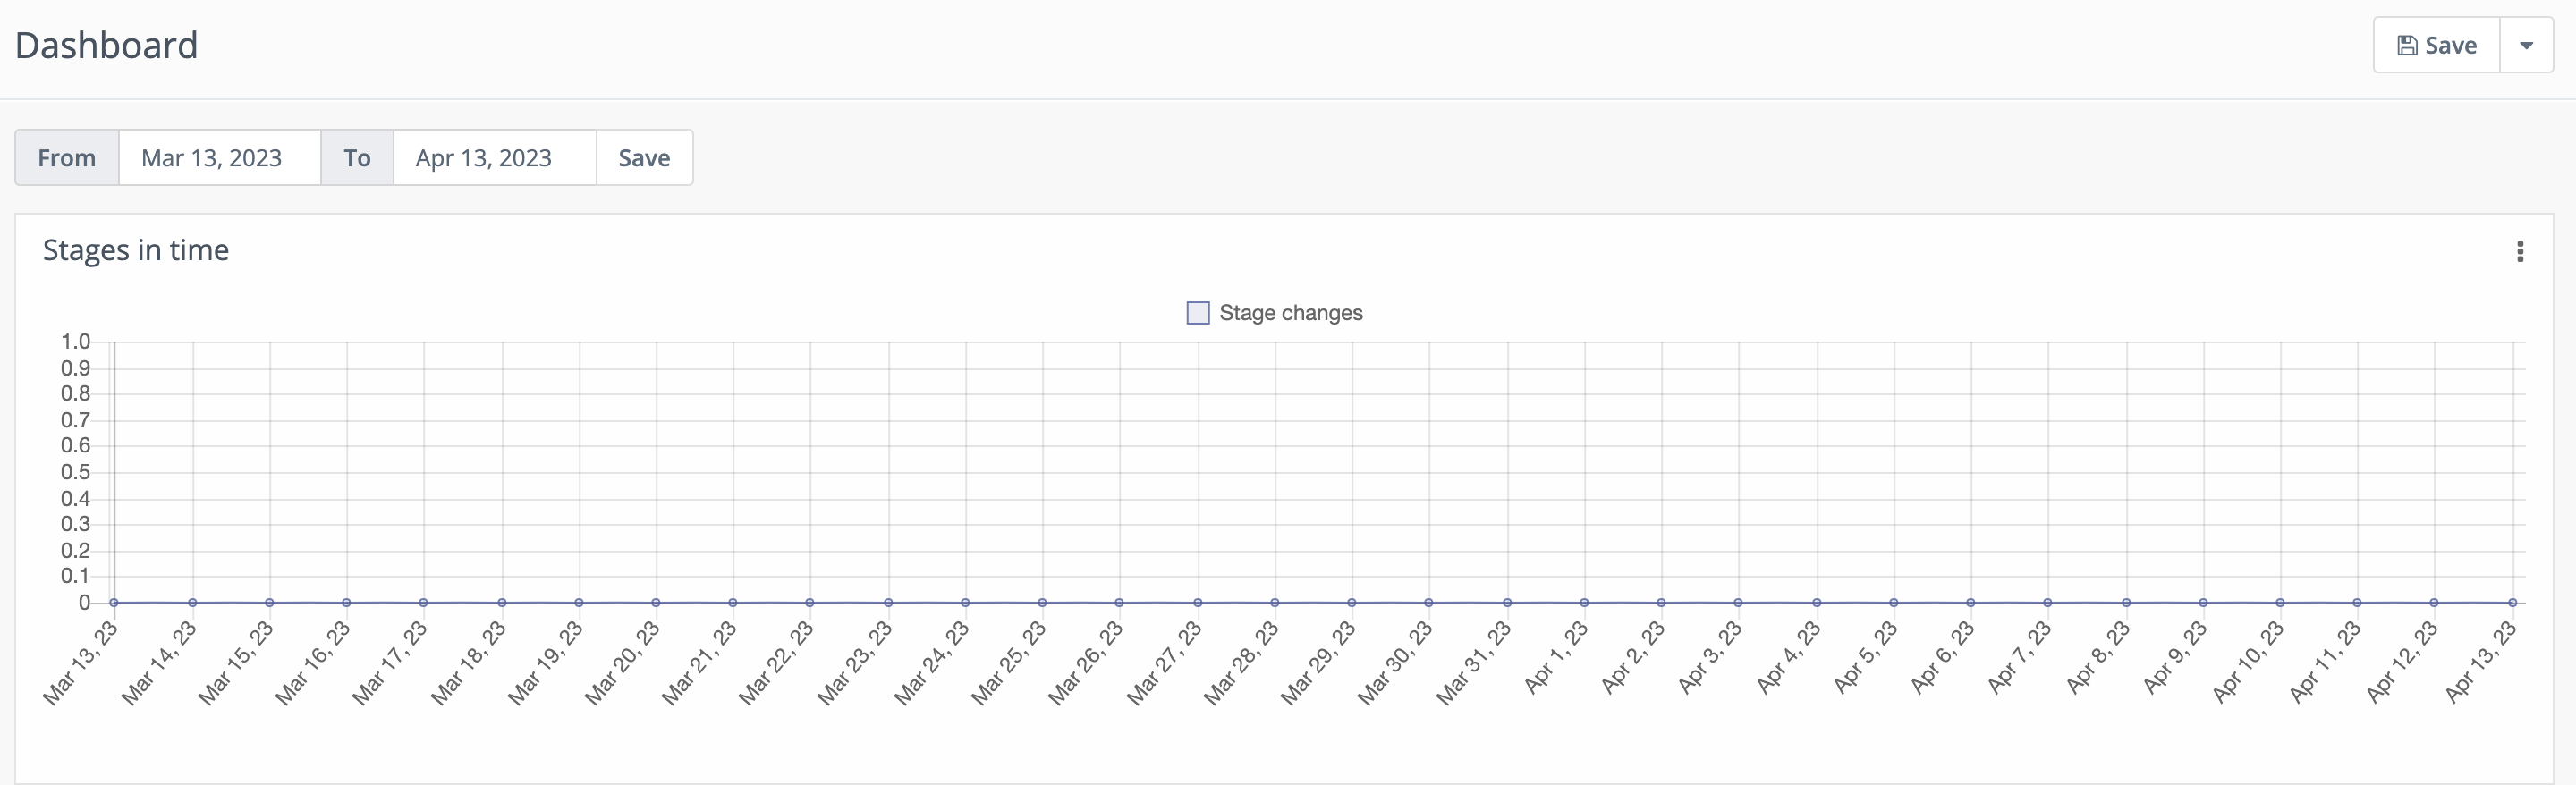 Dashboard
Save
From Mar 13, 2023 To Apr 13, 2023 Save
Stages in time
Stage changes
1.0
0.9
0.8
0.7
0.6
0.5
0.4
0.3
0.2
0.1
0
Mar 13, 23
Mar 14, 23
Mar 15, 23
Mar 16, 23
Mar 17, 23
Mar 18, 23
Mar 19, 23
Mar 20, 23
Mar 21, 23
Mar 22, 23
Mar 23, 23
Mar 24, 23
Mar 25, 23
Mar 26, 23
Mar 27, 23
Mar 28, 23
Mar 29, 23
Mar 30, 23
Mar 31, 23
Apr 1, 23
Apr 2, 23
Apr 3, 23
Apr 4, 23
Apr 5, 23
Apr 6, 23
Apr 7, 23
Apr 8, 23
Apr 9, 23
Apr 10, 23
Apr 11, 23
Apr 12, 23
Apr 13, 23